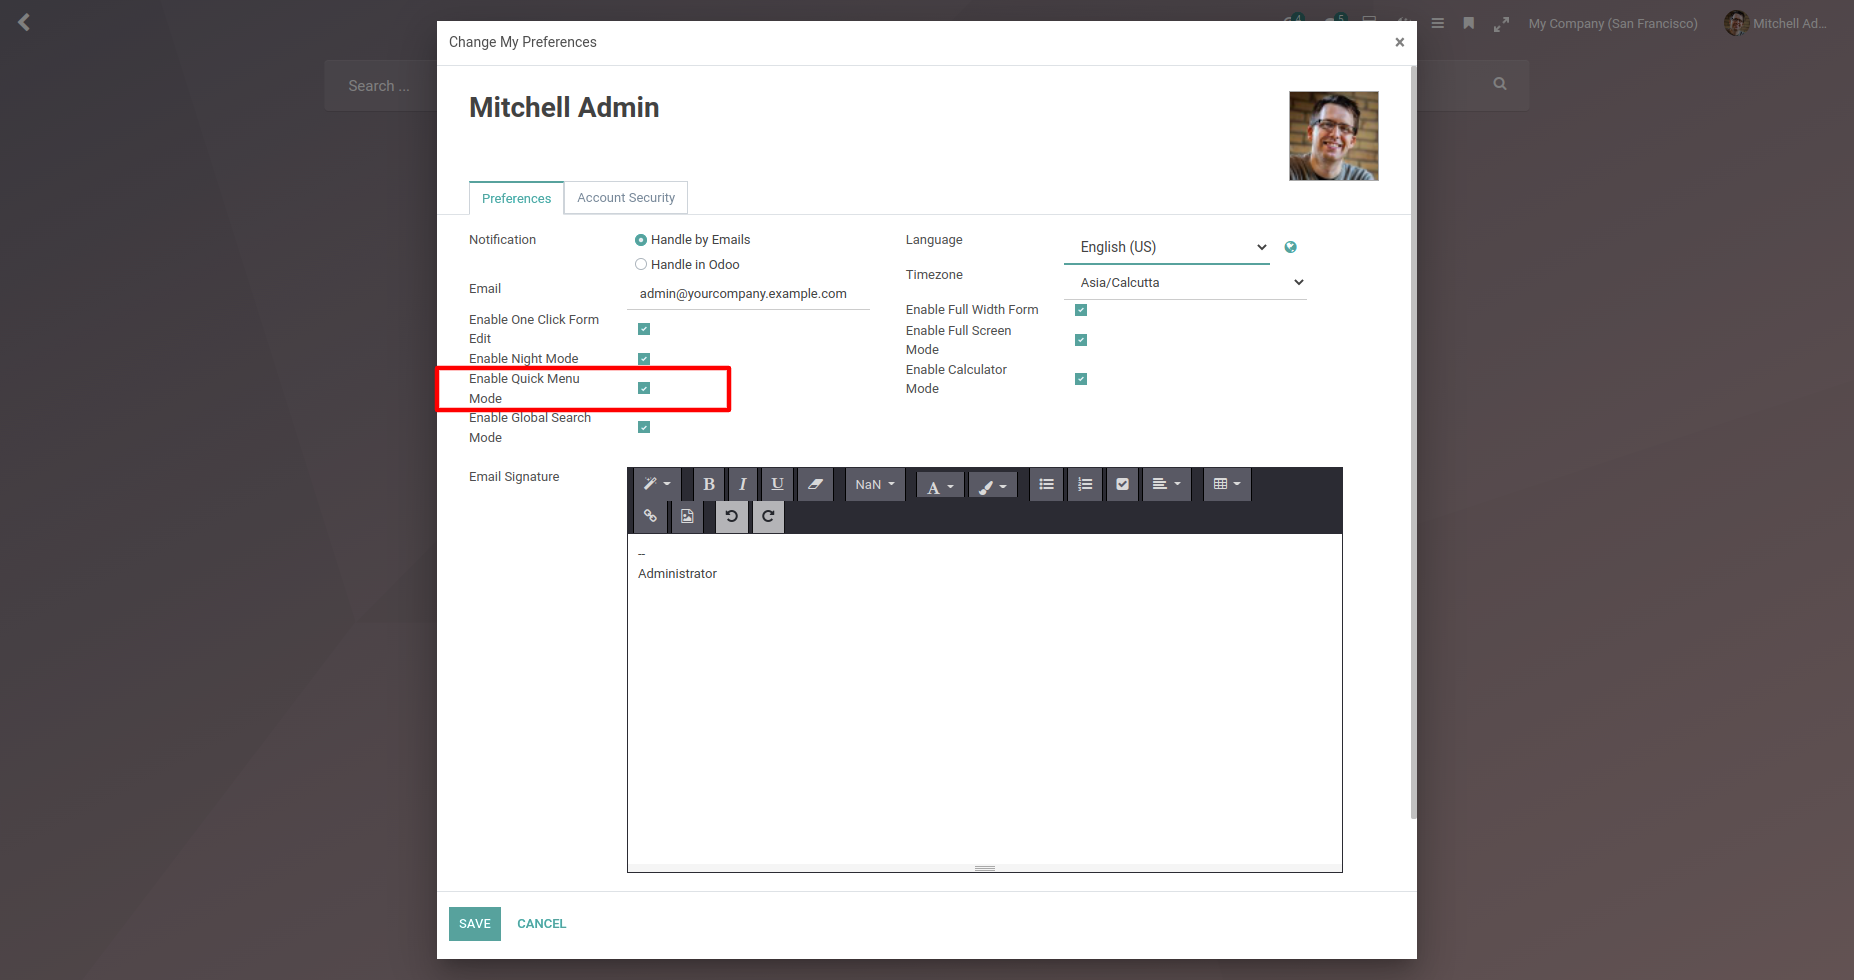 4
5
My Company (San Francisco)
Mitchell Ad...
Search ...
Change My Preferences
×
Mitchell Admin
Preferences
Account Security
Notification
Handle by Emails
Handle in Odoo
Email
admin@yourcompany.example.com
Enable One Click Form
Edit
Enable Night Mode
Enable Quick Menu
Mode
Enable Global Search
Mode
Language
English (US)
Timezone
Asia/Calcutta
Enable Full Width Form
Enable Full Screen
Mode
Enable Calculator
Mode
Email Signature
B I U NaN A
--
Administrator
SAVE
CANCEL